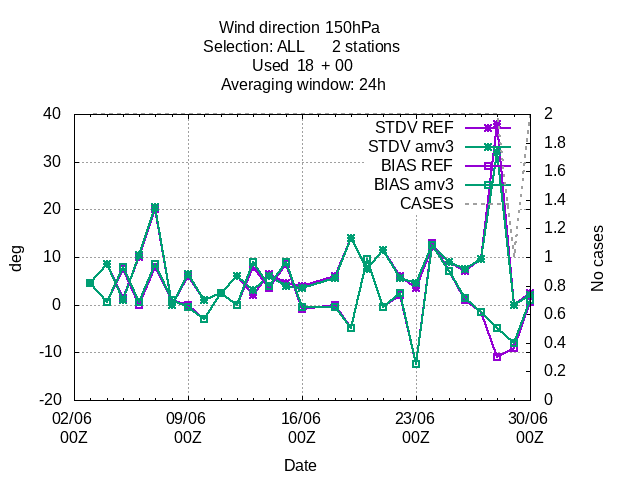 Wind direction 150hPa
Selection: ALL 2 stations
Used 18 + 00
Averaging window: 24h
STDV REF
STDV amv3
BIAS REF
BIAS amv3
CASES
40
30
20
10
0
-10
-20
deg
2
1.8
1.6
1.4
1.2
1
0.8
0.6
0.4
0.2
0
No cases
02/06 09/06 16/06 23/06 30/06
00Z 00Z 00Z 00Z 00Z
Date